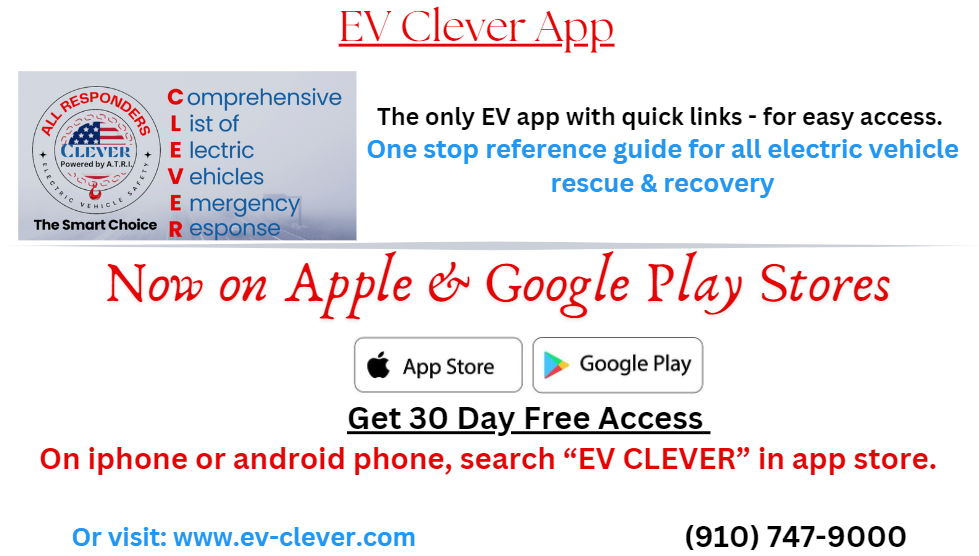 EV Clever App
ALL RESPONDERS
CLEVER
Powered by A.T.R.I.
ELECTRIC VEHICLE SAFETY
The Smart Choice
Comprehensive
List of
Electric
Vehicles
Emergency
Response
The only EV app with quick links - for easy access.
One stop reference guide for all electric vehicle
rescue & recovery
Now on Apple & Google Play Stores
App Store
Google Play
Get 30 Day Free Access
On iphone or android phone, search “EV CLEVER” in app store.
Or visit: www.ev-clever.com
(910) 747-9000